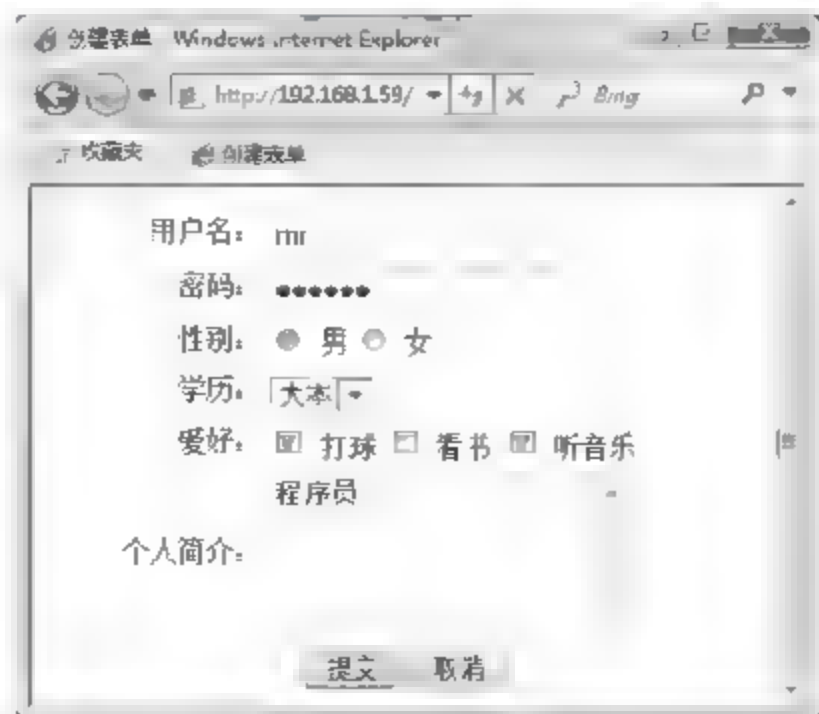 创建表单 Windows Internet Explorer
http://192.168.1.59/ Bing
收藏夹 创建表单
用户名： mr
密码： ●●●●●●
性别： 男 女
学历： 大本
爱好： 打球 看书 听音乐
程序员
个人简介：
提交 取消